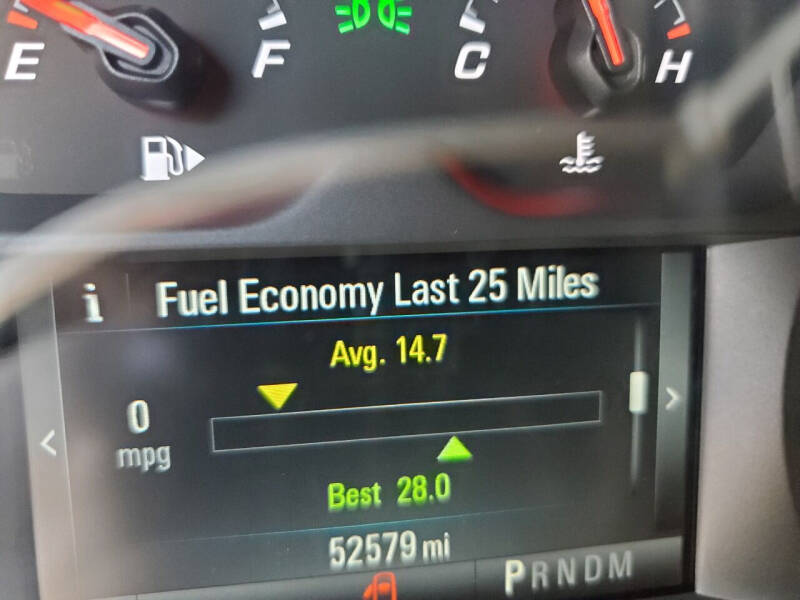 E F C H
i Fuel Economy Last 25 Miles
Avg. 14.7
0
mpg
Best 28.0
52579 mi
PRNDM